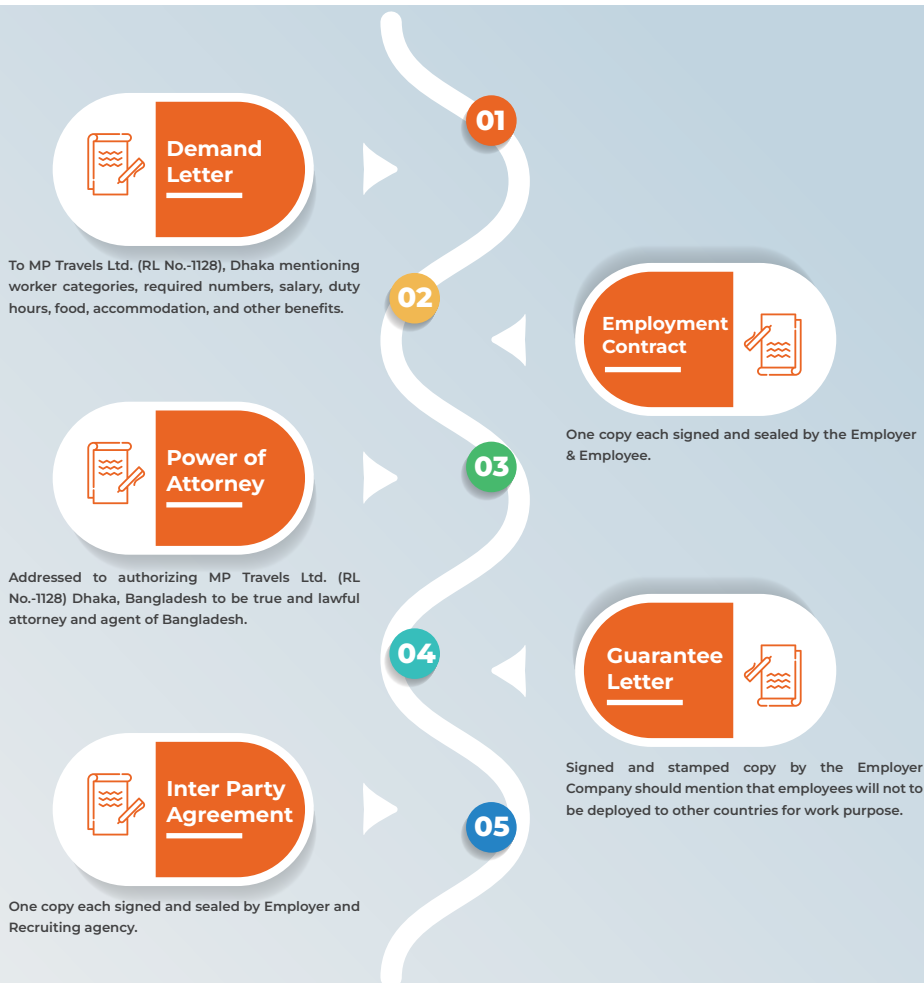 01
Demand
Letter
To MP Travels Ltd. (RL No.-1128), Dhaka mentioning
worker categories, required numbers, salary, duty
hours, food, accommodation, and other benefits.
02
Employment
Contract
One copy each signed and sealed by the Employer
& Employee.
03
Power of
Attorney
Addressed to authorizing MP Travels Ltd. (RL
No.-1128) Dhaka, Bangladesh to be true and lawful
attorney and agent of Bangladesh.
04
Guarantee
Letter
Signed and stamped copy by the Employer
Company should mention that employees will not to
be deployed to other countries for work purpose.
05
Inter Party
Agreement
One copy each signed and sealed by Employer and
Recruiting agency.